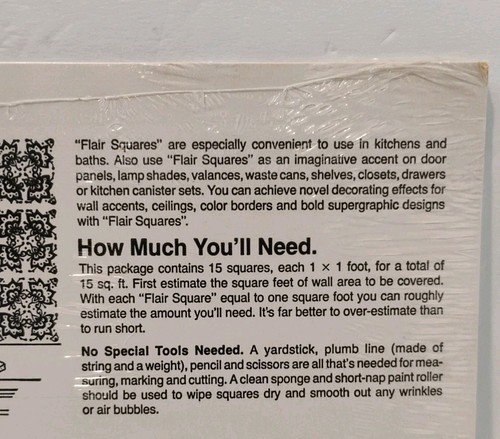 "Flair Squares" are especially convenient to use in kitchens and
baths. Also use "Flair Squares" as an imaginative accent on door
panels, lamp shades, valances, waste cans, shelves, closets, drawers
or kitchen canister sets. You can achieve novel decorating effects for
wall accents, ceilings, color borders and bold supergraphic designs
with "Flair Squares".
How Much You'll Need.
This package contains 15 squares, each 1 × 1 foot, for a total of
15 sq. ft. First estimate the square feet of wall area to be covered.
With each "Flair Square" equal to one square foot you can roughly
estimate the amount you'll need. It's far better to over-estimate than
to run short.
No Special Tools Needed. A yardstick, plumb line (made of
string and a weight), pencil and scissors are all that's needed for mea-
suring, marking and cutting. A clean sponge and short-nap paint roller
should be used to wipe squares dry and smooth out any wrinkles
or air bubbles.